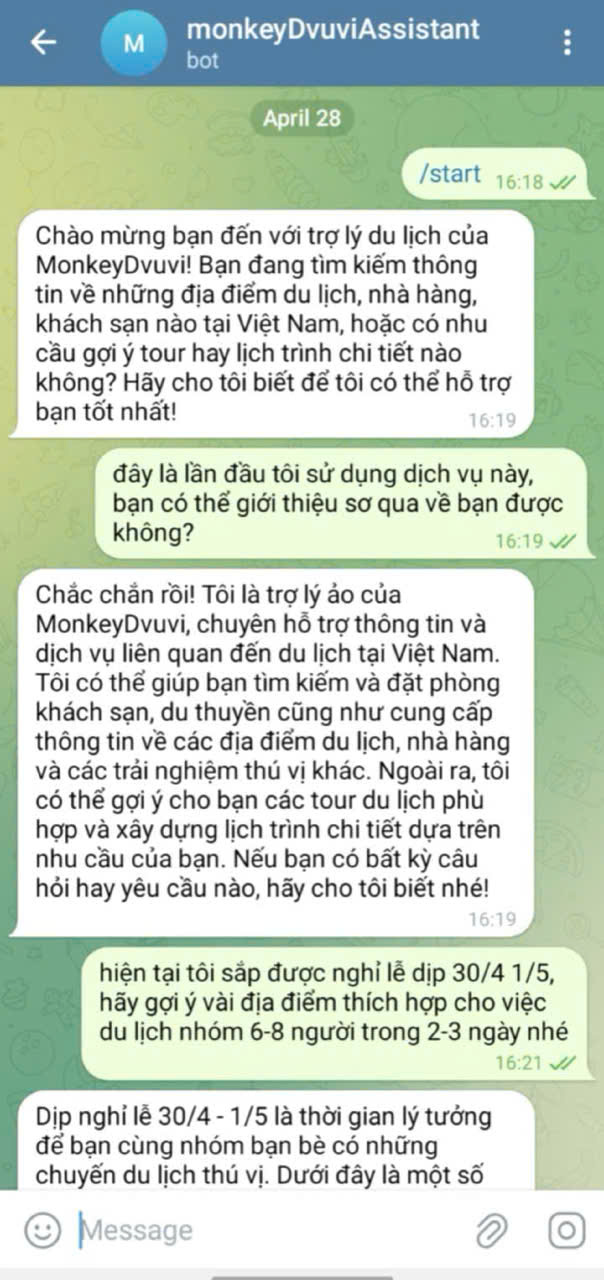 monkeyDvuviAssistant
M
bot
April 28
/start
16:18
Chào mừng bạn đến với trợ lý du lịch của
MonkeyDvuvi! Bạn đang tìm kiếm thông
tin về những địa điểm du lịch, nhà hàng,
khách sạn nào tại Việt Nam, hoặc có nhu
cầu gợi ý tour hay lịch trình chi tiết nào
không? Hãy cho tôi biết để tôi có thể hỗ trợ
bạn tốt nhất!
16:19
đây là lần đầu tôi sử dụng dịch vụ này,
bạn có thể giới thiệu sơ qua về bạn được
không?
16:19
Chắc chắn rồi! Tôi là trợ lý ảo của
MonkeyDvuvi, chuyên hỗ trợ thông tin và
dịch vụ liên quan đến du lịch tại Việt Nam.
Tôi có thể giúp bạn tìm kiếm và đặt phòng
khách sạn, du thuyền cũng như cung cấp
thông tin về các địa điểm du lịch, nhà hàng
và các trải nghiệm thú vị khác. Ngoài ra, tôi
có thể gợi ý cho bạn các tour du lịch phù
hợp và xây dựng lịch trình chi tiết dựa trên
nhu cầu của bạn. Nếu bạn có bất kỳ câu
hỏi hay yêu cầu nào, hãy cho tôi biết nhé!
16:19
hiện tại tôi sắp được nghỉ lễ dịp 30/4 1/5,
hãy gợi ý vài địa điểm thích hợp cho việc
du lịch nhóm 6-8 người trong 2-3 ngày nhé
16:21
Dịp nghỉ lễ 30/4 - 1/5 là thời gian lý tưởng
để bạn cùng nhóm bạn bè có những
chuyến du lịch thú vị. Dưới đây là một số
Message